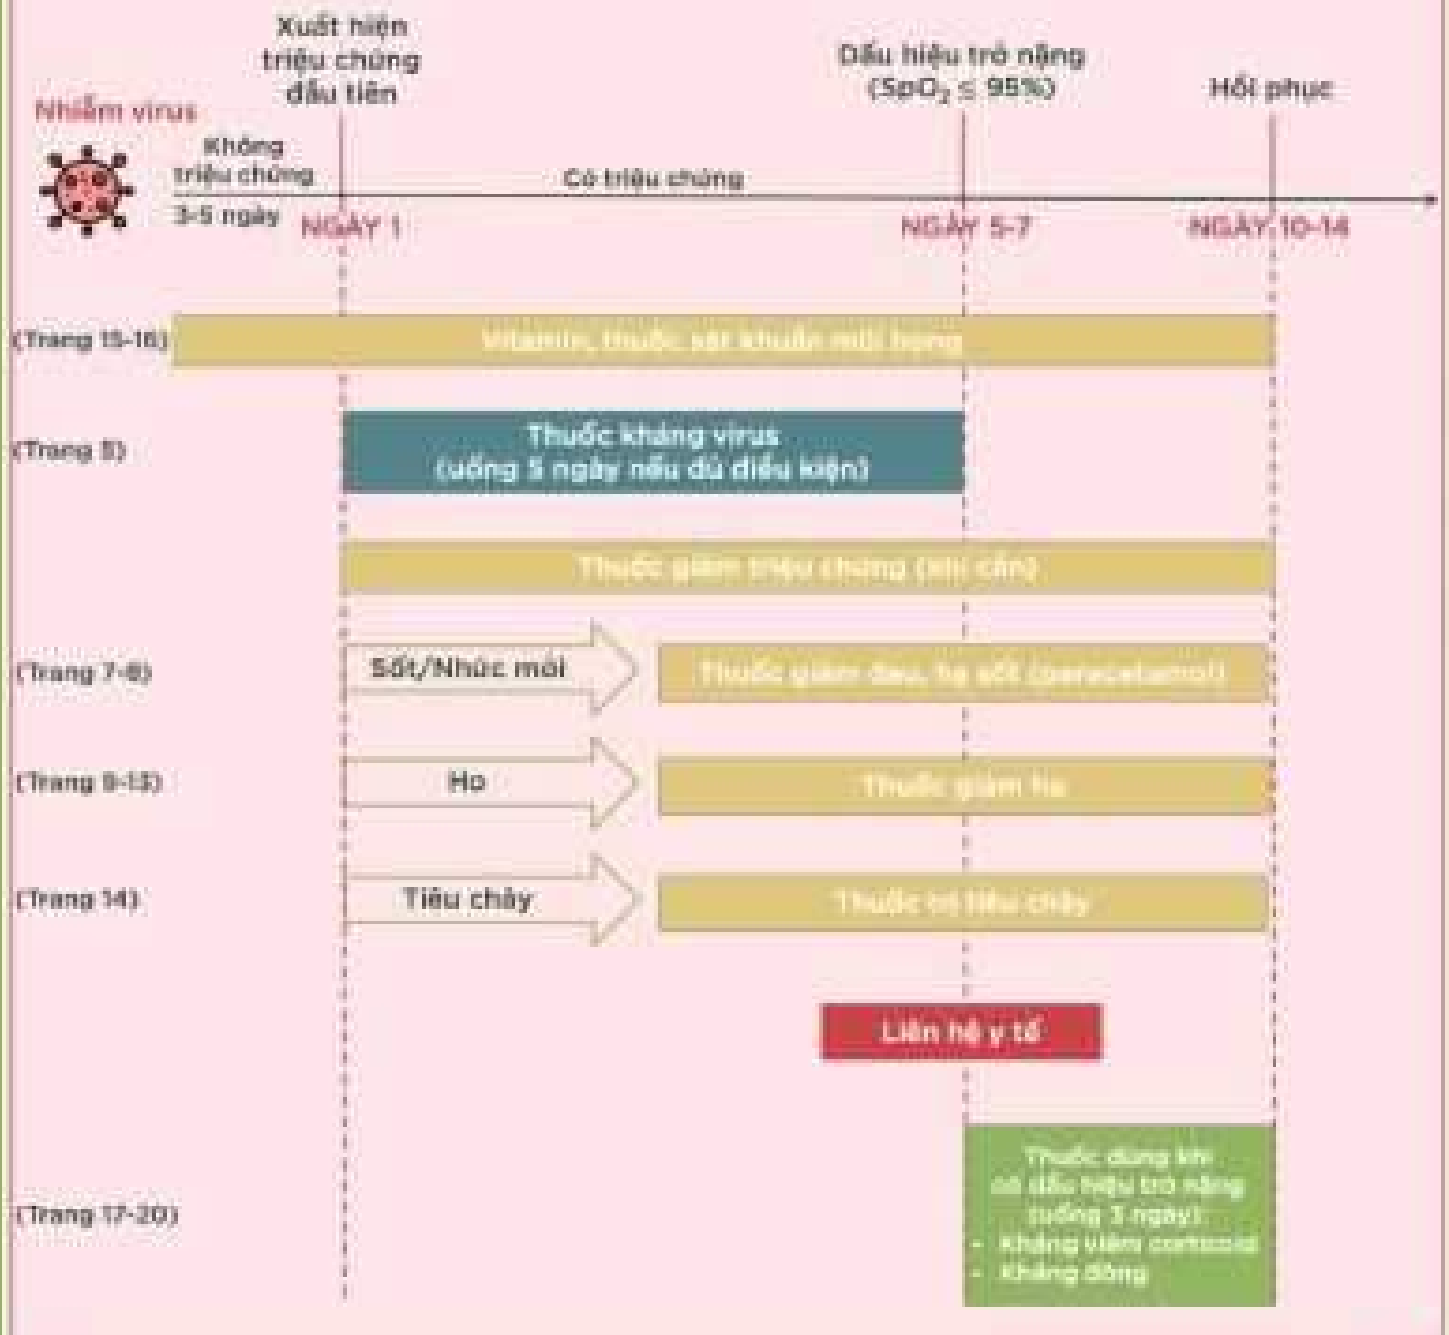 Xuất hiện
triệu chứng
đầu tiên
Dấu hiệu trở nặng
(SpO₂ ≤ 95%)
Hồi phục
Nhiễm virus
Không
triệu chứng
3-5 ngày
Có triệu chứng
NGÀY 1
NGÀY 5-7
NGÀY 10-14
(Trang 15-16)
Vitamin, thuốc sát khuẩn mũi họng
(Trang 5)
Thuốc kháng virus
(uống 5 ngày nếu đủ điều kiện)
Thuốc giảm triệu chứng (khi cần)
(Trang 7-8)
Sốt/Nhức mỏi
Thuốc giảm đau, hạ sốt (paracetamol)
(Trang 9-13)
Ho
Thuốc giảm ho
(Trang 14)
Tiêu chảy
Thuốc trị tiêu chảy
Liên hệ y tế
(Trang 17-20)
Thuốc dùng khi
có dấu hiệu trở nặng
(uống 3 ngày):
- Kháng viêm corticoid
- Kháng đông